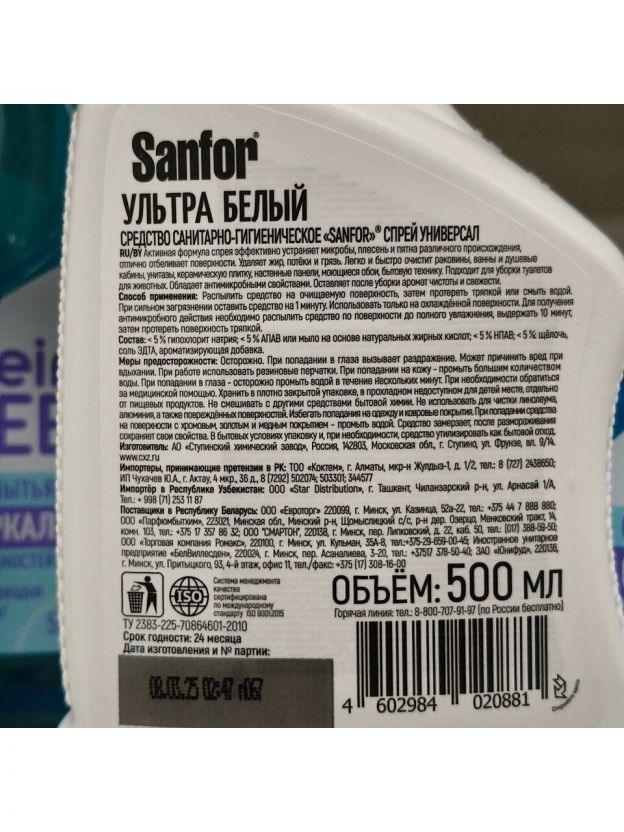 Sanfor®
УЛЬТРА БЕЛЫЙ
СРЕДСТВО САНИТАРНО-ГИГИЕНИЧЕСКОЕ «SANFOR»® СПРЕЙ УНИВЕРСАЛ
RU/BY Активная формула спрея эффективно устраняет микробы, плесень и пятна различного происхождения,
отлично отбеливает поверхности. Удаляет жир, потёки и грязь. Легко и быстро очистит раковины, ванны и душевые
кабины, унитазы, керамическую плитку, настенные панели, моющиеся обои, бытовую технику. Подходит для уборки туалетов
для животных. Обладает антимикробными свойствами. Оставляет после уборки аромат чистоты и свежести.
Способ применения: Распылить средство на очищаемую поверхность, затем протереть тряпкой или смыть водой.
При сильном загрязнении оставить средство на 1 минуту. Использовать только на охлаждённой поверхности. Для получения
антимикробного действия необходимо распылить средство по поверхности до полного увлажнения, выдержать 10 минут,
затем протереть поверхность тряпкой.
Состав: < 5 % гипохлорит натрия; < 5 % АПАВ или мыло на основе натуральных жирных кислот; < 5 % НПАВ; < 5 %: щёлочь,
соль ЭДТА, ароматизирующая добавка.
Меры предосторожности: Осторожно. При попадании в глаза вызывает раздражение. Может причинить вред при
вдыхании. При работе использовать резиновые перчатки. При попадании на кожу - промыть большим количеством
воды. При попадании в глаза - осторожно промыть водой в течение нескольких минут. При необходимости обратиться
за медицинской помощью. Хранить в плотно закрытой упаковке, в прохладном недоступном для детей месте, отдельно
от пищевых продуктов. Не смешивать с другими средствами бытовой химии. Не использовать для чистки линолеума,
алюминия, а также повреждённых поверхностей. Избегать попадания на одежду и ковровые покрытия. При попадании средства
на поверхности с хромовым, золотым и медным покрытием - промыть водой. Средство замерзает, после размораживания
сохраняет свои свойства. В бытовых условиях упаковку и, при необходимости, средство утилизировать как бытовой отход.
Изготовитель: АО «Ступинский химический завод», Россия, 142803, Московская обл., г. Ступино, ул. Фрунзе, вл. 9/14.
www.cxz.ru
Импортеры, принимающие претензии в РК: ТОО «Коктем», г. Алматы, мкр-н Жулдыз-1, д. 1/2, тел.: 8 (727) 2438650;
ИП Чухачев Ю.А., г. Актау, 4 мкр., 36 д., 8 (7292) 502074; 503301; 344577
Импортёр в Республике Узбекистан: ООО «Star Distribution», г. Ташкент, Чиланзарский р-н, ул. Арнасай 1/А,
Тел.: + 998 (71) 253 11 87
Поставщики в Республику Беларусь: ООО «Евроторг» 220099, г. Минск, ул. Казинца, 52а-22, тел.: +375 44 7 888 880;
ООО «Парфюмбытхим», 223021, Минская обл., Минский р-н, Щомыслицкий с/с, р-н дер. Озерцо, Менковский тракт, 14,
комн. 103, тел.: +375 17 357 86 32; ООО "СМАРТОН", 220138, г. Минск, пер. Липковский, д. 22, каб. 50, тел.: (017) 388-59-50;
ООО «Торговая компания Ромакс», 220100, г. Минск, ул. Кульман, 35А-8, тел.:+375-29-659-00-45; Иностранное унитарное
предприятие «БелВиллесден», 220024, г. Минск, пер. Асаналиева, 3-20, тел.: +37517 378-50-40; ЗАО «Юнифуд», 220136,
г. Минск, ул. Притыцкого, 93, 4-й этаж, офис 11, тел./факс: +375 (17) 308-16-00
ISO
Система менеджмента
качества
сертифицирована
по международному
стандарту ISO 9001:2015
ОБЪЁМ: 500 МЛ
Горячая линия: тел.: 8-800-707-91-97 (по России бесплатно)
ТУ 2383-225-70864601-2010
Срок годности: 24 месяца
Дата изготовления и № партии:
4 602984 020881